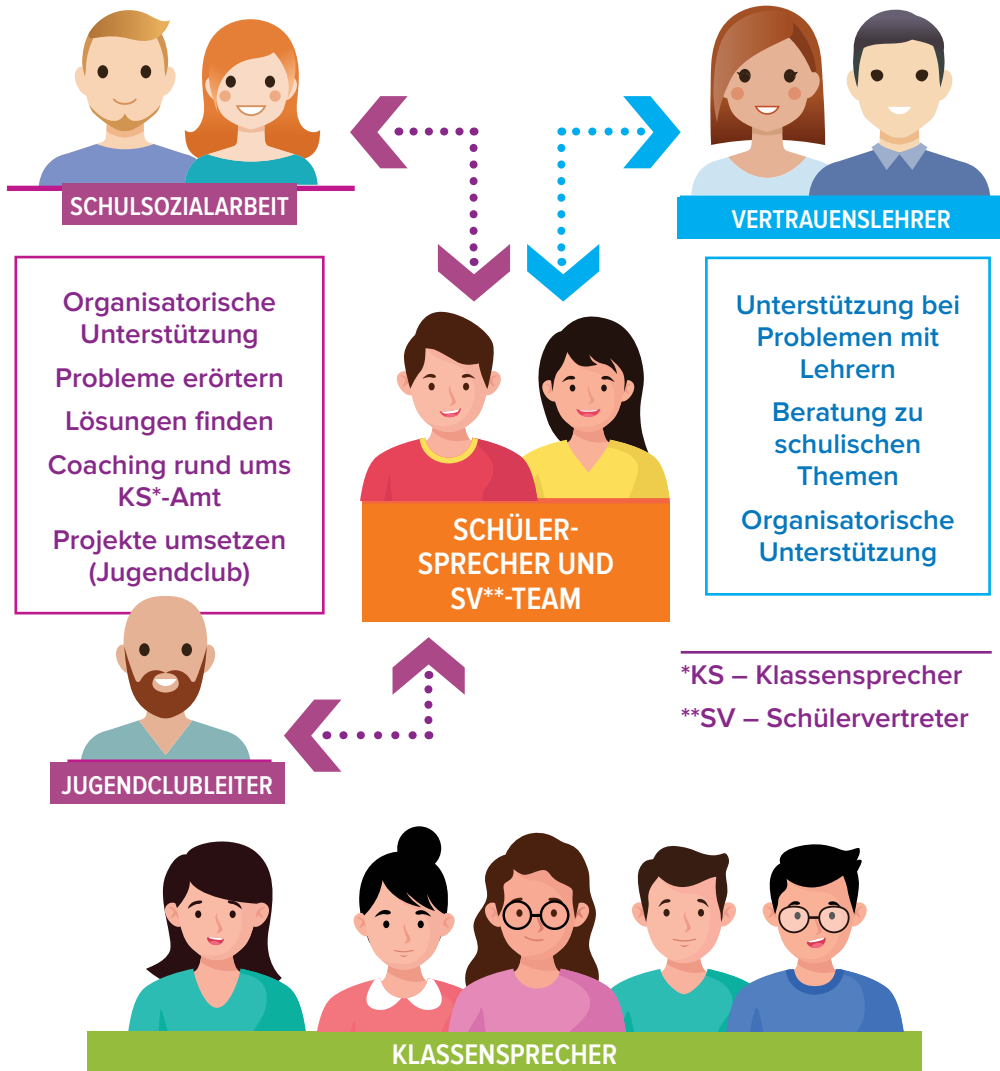 SCHULSOZIALARBEIT
Organisatorische
Unterstützung
Probleme erörtern
Lösungen finden
Coaching rund ums
KS*-Amt
Projekte umsetzen
(Jugendclub)
JUGENDCLUBLEITER
SCHÜLER-
SPRECHER UND
SV**-TEAM
VERTRAUENSLEHRER
Unterstützung bei
Problemen mit
Lehrern
Beratung zu
schulischen
Themen
Organisatorische
Unterstützung
*KS – Klassensprecher
**SV – Schülervertreter
KLASSENSPRECHER